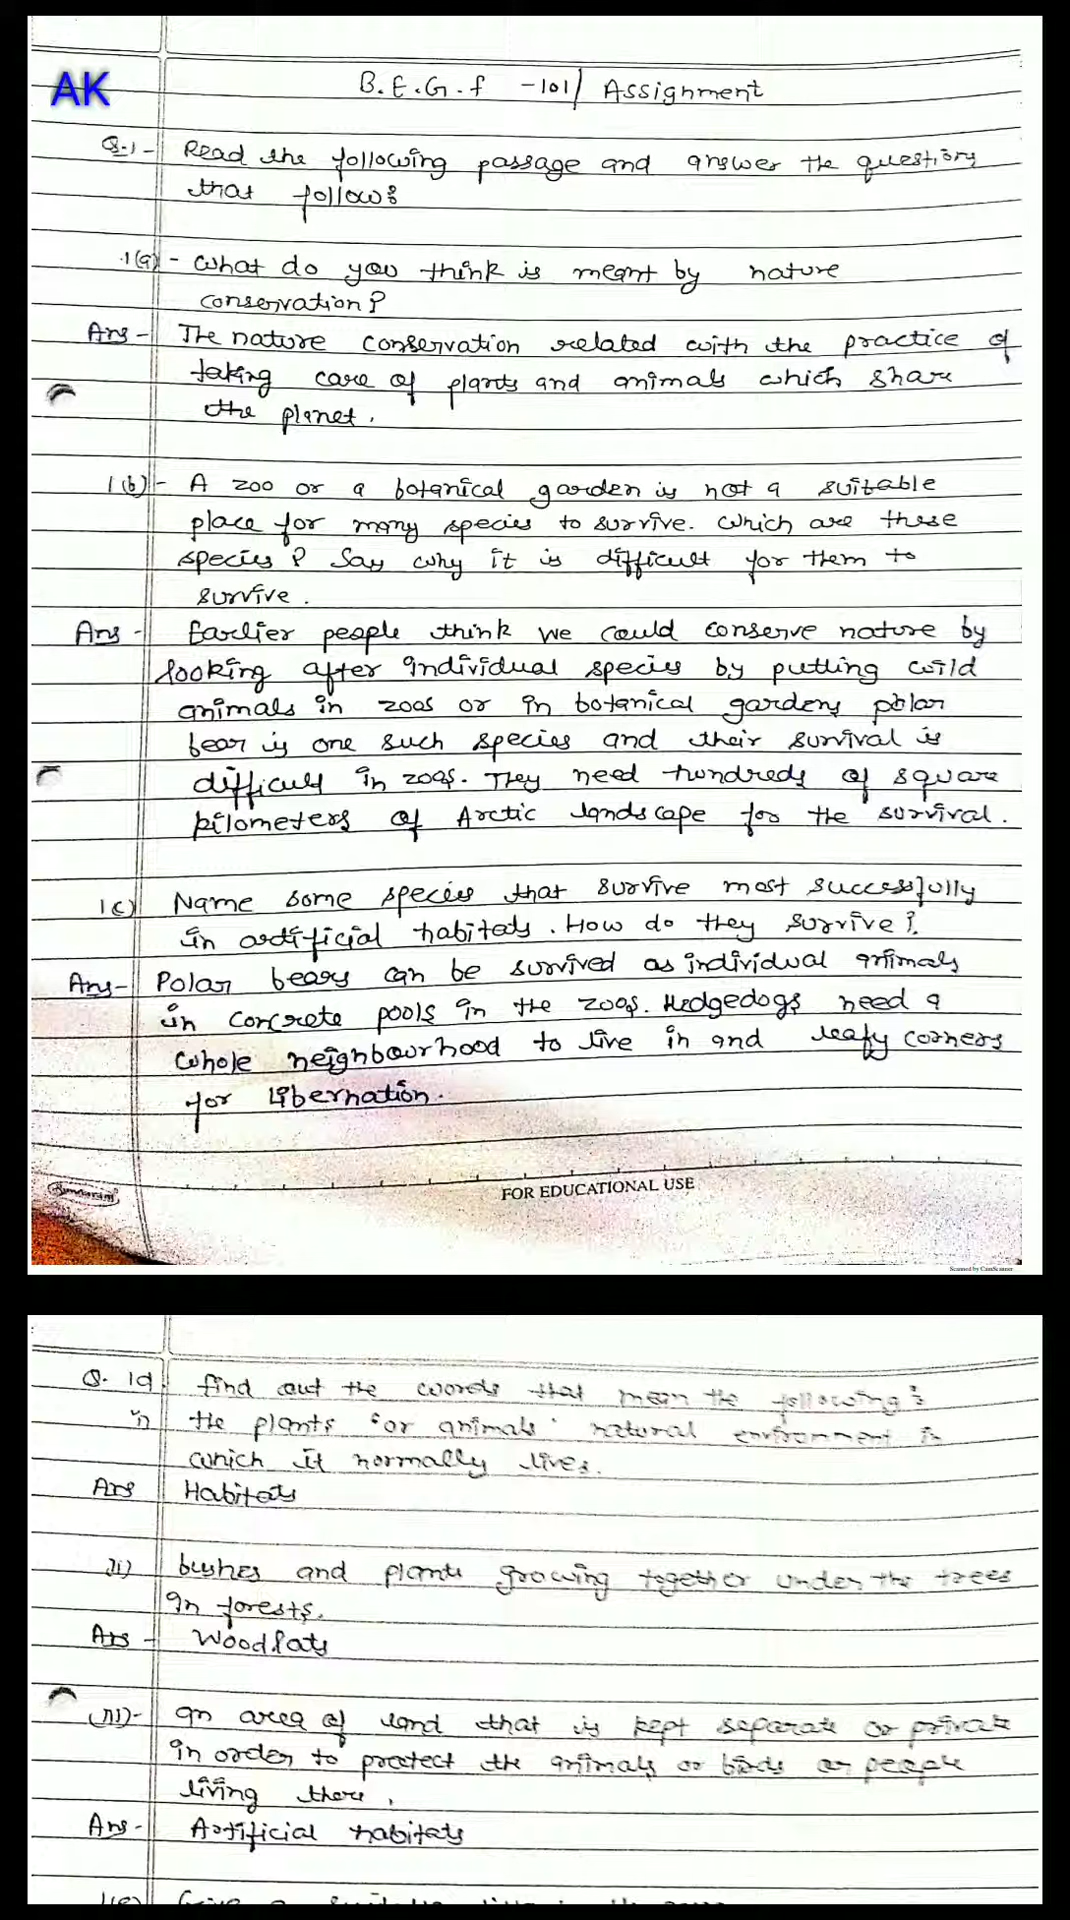 AK
B.E.G.F -101/ Assignment
Q.1- Read the following passage and answer the questions
that follow:
1(a) - What do you think is meant by nature
conservation?
Ans - The nature conservation related with the practice of
taking care of plants and animals which share
the planet.
1(b) - A zoo or a botanical garden is not a suitable
place for many species to survive. Which are these
species? Say why it is difficult for them to
survive.
Ans - Earlier people think we could conserve nature by
looking after individual species by putting wild
animals in zoos or in botanical gardens polar
bear is one such species and their survival is
difficult in zoos. They need hundreds of square
kilometers of Arctic landscape for the survival.
1(c) Name some species that survive most successfully
in artificial habitats. How do they survive?
Ans- Polar bears can be survived as individual animals
in concrete pools in the zoos. Hedgedogs need a
whole neighbourhood to live in and leafy corners
for libernation.
Sundaram
FOR EDUCATIONAL USE
Scanned by CamScanner
Q. 1d find out the words that mean the following:
i) the plants 'or animals' natural environment in
which it normally lives.
Ans Habitats
ii) bushes and plants growing together under the trees
in forests.
Ans - Woodlats
(iii)- an area of land that is kept separate or private
in order to protect the animals or birds or people
living there.
Ans - Artificial habitats